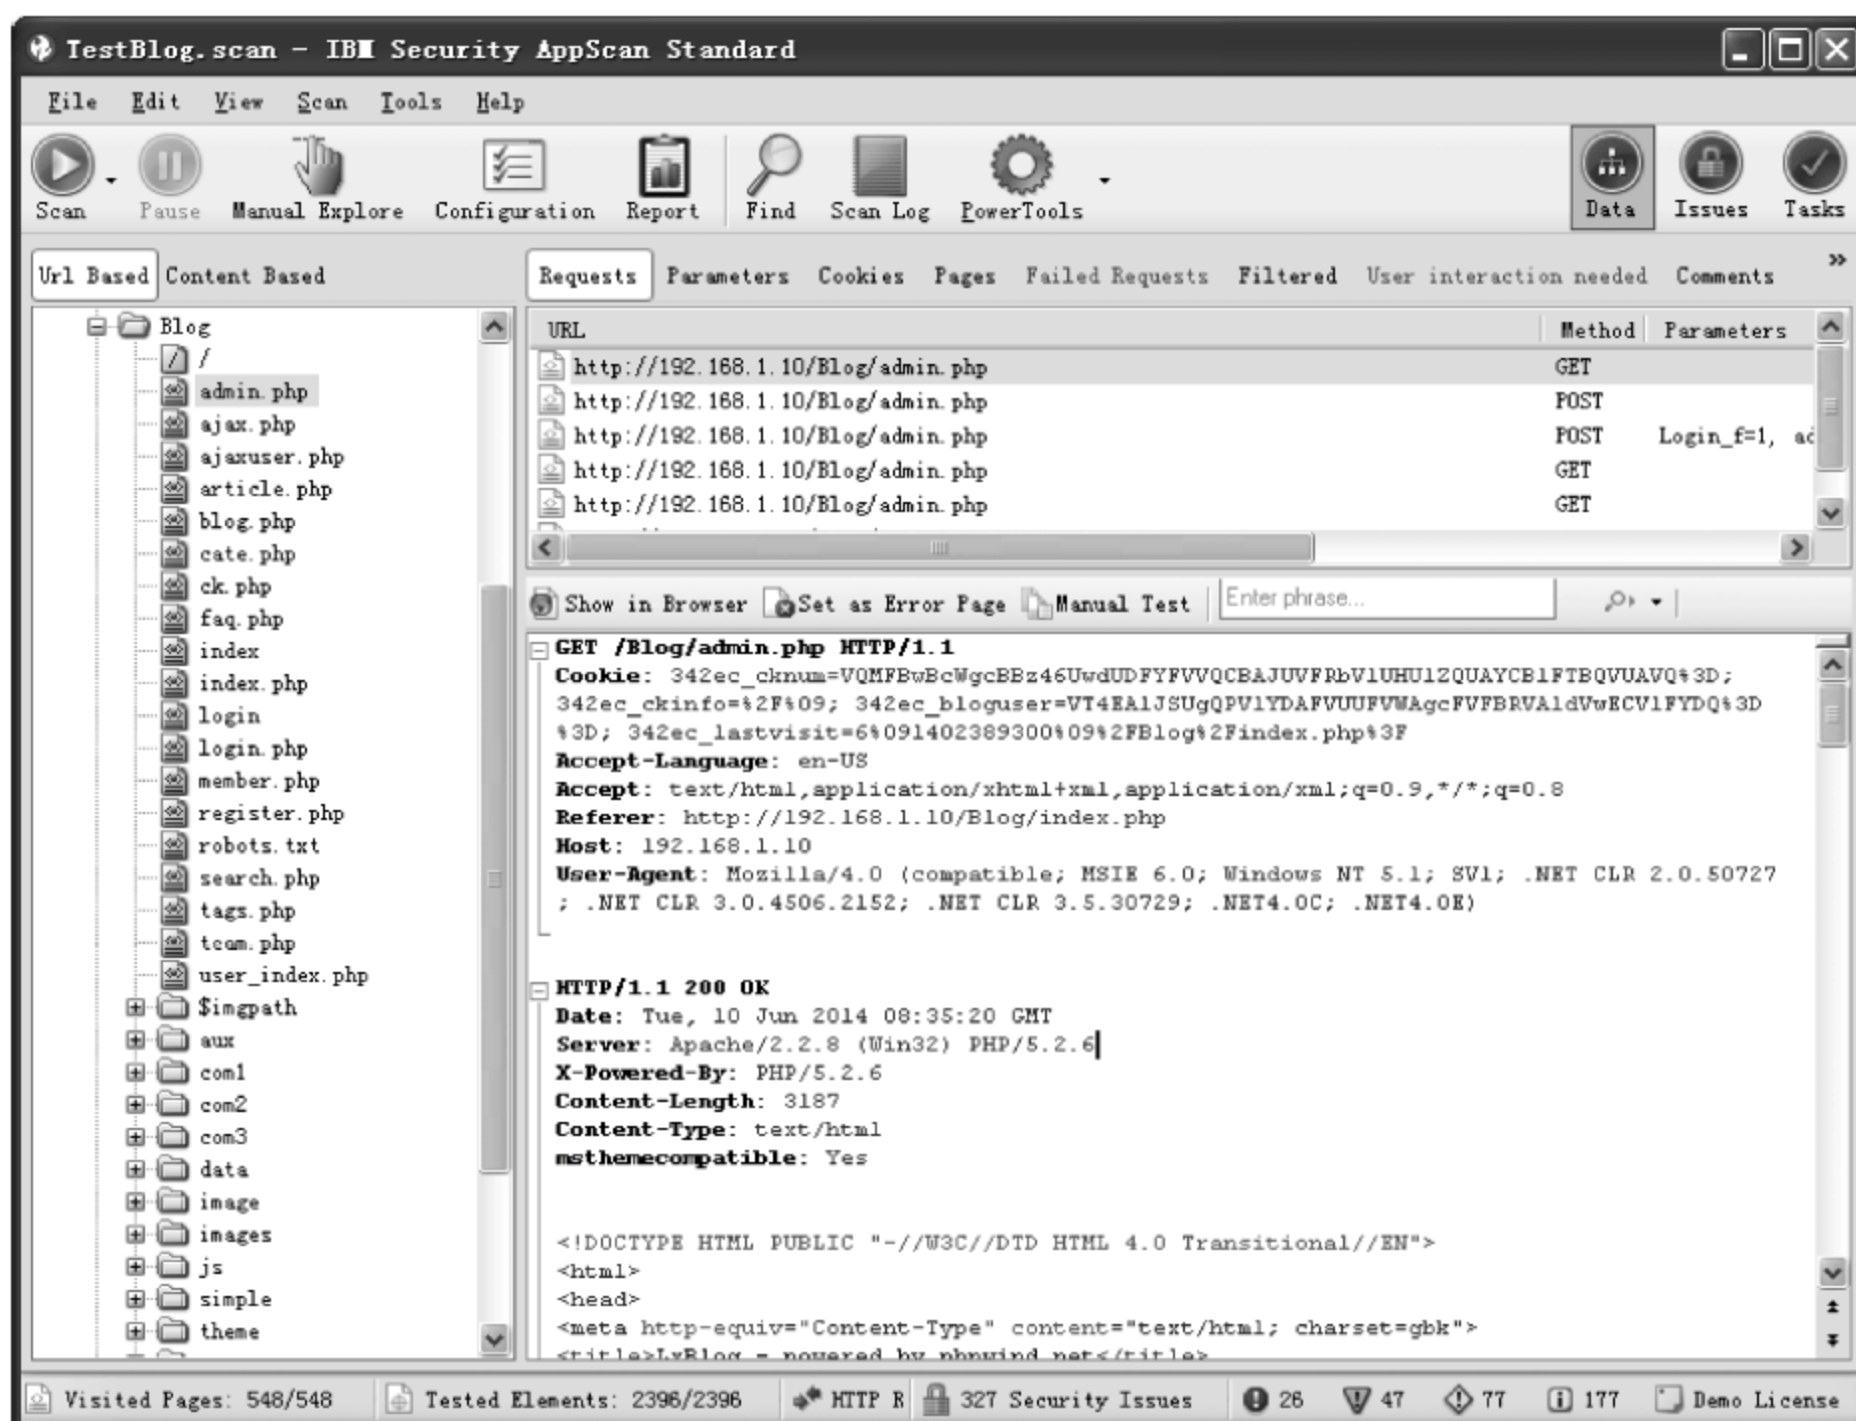 TestBlog.scan - IBM Security AppScan Standard
File Edit View Scan Tools Help
Scan Pause Manual Explore Configuration Report Find Scan Log PowerTools Data Issues Tasks
Url Based Content Based
Requests Parameters Cookies Pages Failed Requests Filtered User interaction needed Comments »
Blog
/
admin.php
ajax.php
ajaxuser.php
article.php
blog.php
cate.php
ck.php
faq.php
index
index.php
login
login.php
member.php
register.php
robots.txt
search.php
tags.php
team.php
user_index.php
$imgpath
aux
com1
com2
com3
data
image
images
js
simple
theme
URL Method Parameters
http://192.168.1.10/Blog/admin.php GET
http://192.168.1.10/Blog/admin.php POST
http://192.168.1.10/Blog/admin.php POST Login_f=1, ad
http://192.168.1.10/Blog/admin.php GET
http://192.168.1.10/Blog/admin.php GET
Show in Browser Set as Error Page Manual Test Enter phrase...
GET /Blog/admin.php HTTP/1.1
Cookie: 342ec_cknum=
342ec_ckinfo=%2F%09; 342ec_bloguser=
%3D; 342ec_lastvisit=6%091402389300%09%2FBlog%2Findex.php%3F
Accept-Language: en-US
Accept: text/html,application/xhtml+xml,application/xml;q=0.9,*/*;q=0.8
Referer: http://192.168.1.10/Blog/index.php
Host: 192.168.1.10
User-Agent: Mozilla/4.0 (compatible; MSIE 6.0; Windows NT 5.1; SV1; .NET CLR 2.0.50727
; .NET CLR 3.0.4506.2152; .NET CLR 3.5.30729; .NET4.0C; .NET4.0E)
HTTP/1.1 200 OK
Date: Tue, 10 Jun 2014 08:35:20 GMT
Server: Apache/2.2.8 (Win32) PHP/5.2.6
X-Powered-By: PHP/5.2.6
Content-Length: 3187
Content-Type: text/html
msthemecompatible: Yes
<!DOCTYPE HTML PUBLIC "-//W3C//DTD HTML 4.0 Transitional//EN">
<html>
<head>
<meta http-equiv="Content-Type" content="text/html; charset=gbk">
<title>LxBlog - powered by phpwind.net</title>
Visited Pages: 548/548 Tested Elements: 2396/2396 HTTP R 327 Security Issues 26 47 77 177 Demo License